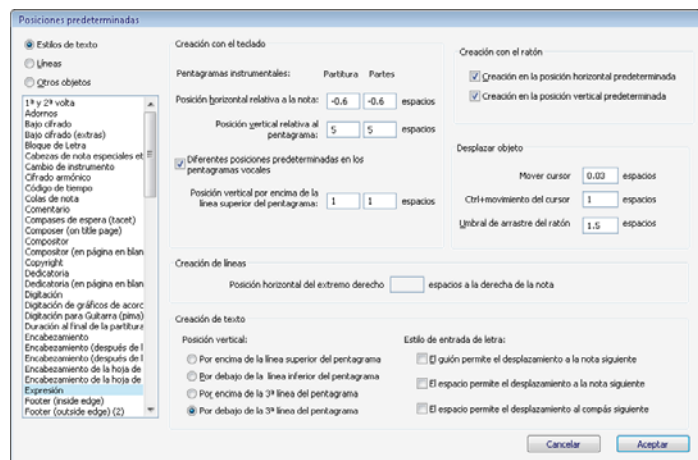 Posiciones predeterminadas
Estilos de texto
Líneas
Otros objetos
1ª y 2ª volta
Adornos
Bajo cifrado
Bajo cifrado (extras)
Bloque de Letra
Cabezas de nota especiales et
Cambio de instrumento
Cifrado armónico
Código de tiempo
Colas de nota
Comentario
Compases de espera (tacet)
Composer (on title page)
Compositor
Compositor (en página en blan
Copyright
Dedicatoria
Dedicatoria (en página en blan
Digitación
Digitación de gráficos de acorc
Digitación para Guitarra (pima)
Duración al final de la partitura
Encabezamiento
Encabezamiento (después de l
Encabezamiento (después de l
Encabezamiento de la hoja de
Encabezamiento de la hoja de
Expresión
Footer (inside edge)
Footer (outside edge) (2)
Creación con el teclado
Pentagramas instrumentales: Partitura Partes
Posición horizontal relativa a la nota: -0.6 -0.6 espacios
Posición vertical relativa al
pentagrama: 5 5 espacios
Diferentes posiciones predeterminadas en los
pentagramas vocales
Posición vertical por encima de la
línea superior del pentagrama: 1 1 espacios
Creación con el ratón
Creación en la posición horizontal predeterminada
Creación en la posición vertical predeterminada
Desplazar objeto
Mover cursor 0.03 espacios
Ctrl+movimiento del cursor 1 espacios
Umbral de arrastre del ratón 1.5 espacios
Creación de líneas
Posición horizontal del extremo derecho espacios a la derecha de la nota
Creación de texto
Posición vertical:
Por encima de la línea superior del pentagrama
Por debajo de la línea inferior del pentagrama
Por encima de la 3ª línea del pentagrama
Por debajo de la 3ª línea del pentagrama
Estilo de entrada de letra:
El guión permite el desplazamiento a la nota siguiente
El espacio permite el desplazamiento a la nota siguiente
El espacio permite el desplazamiento al compás siguiente
Cancelar
Aceptar